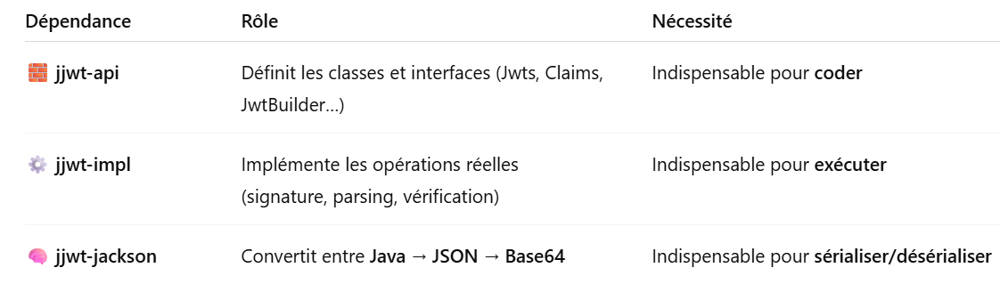 Dépendance Rôle Nécessité
🧱 jjwt-api Définit les classes et interfaces (Jwts, Claims, Indispensable pour coder
JwtBuilder…)
⚙️ jjwt-impl Implémente les opérations réelles Indispensable pour exécuter
(signature, parsing, vérification)
🧠 jjwt-jackson Convertit entre Java → JSON → Base64 Indispensable pour sérialiser/désérialiser